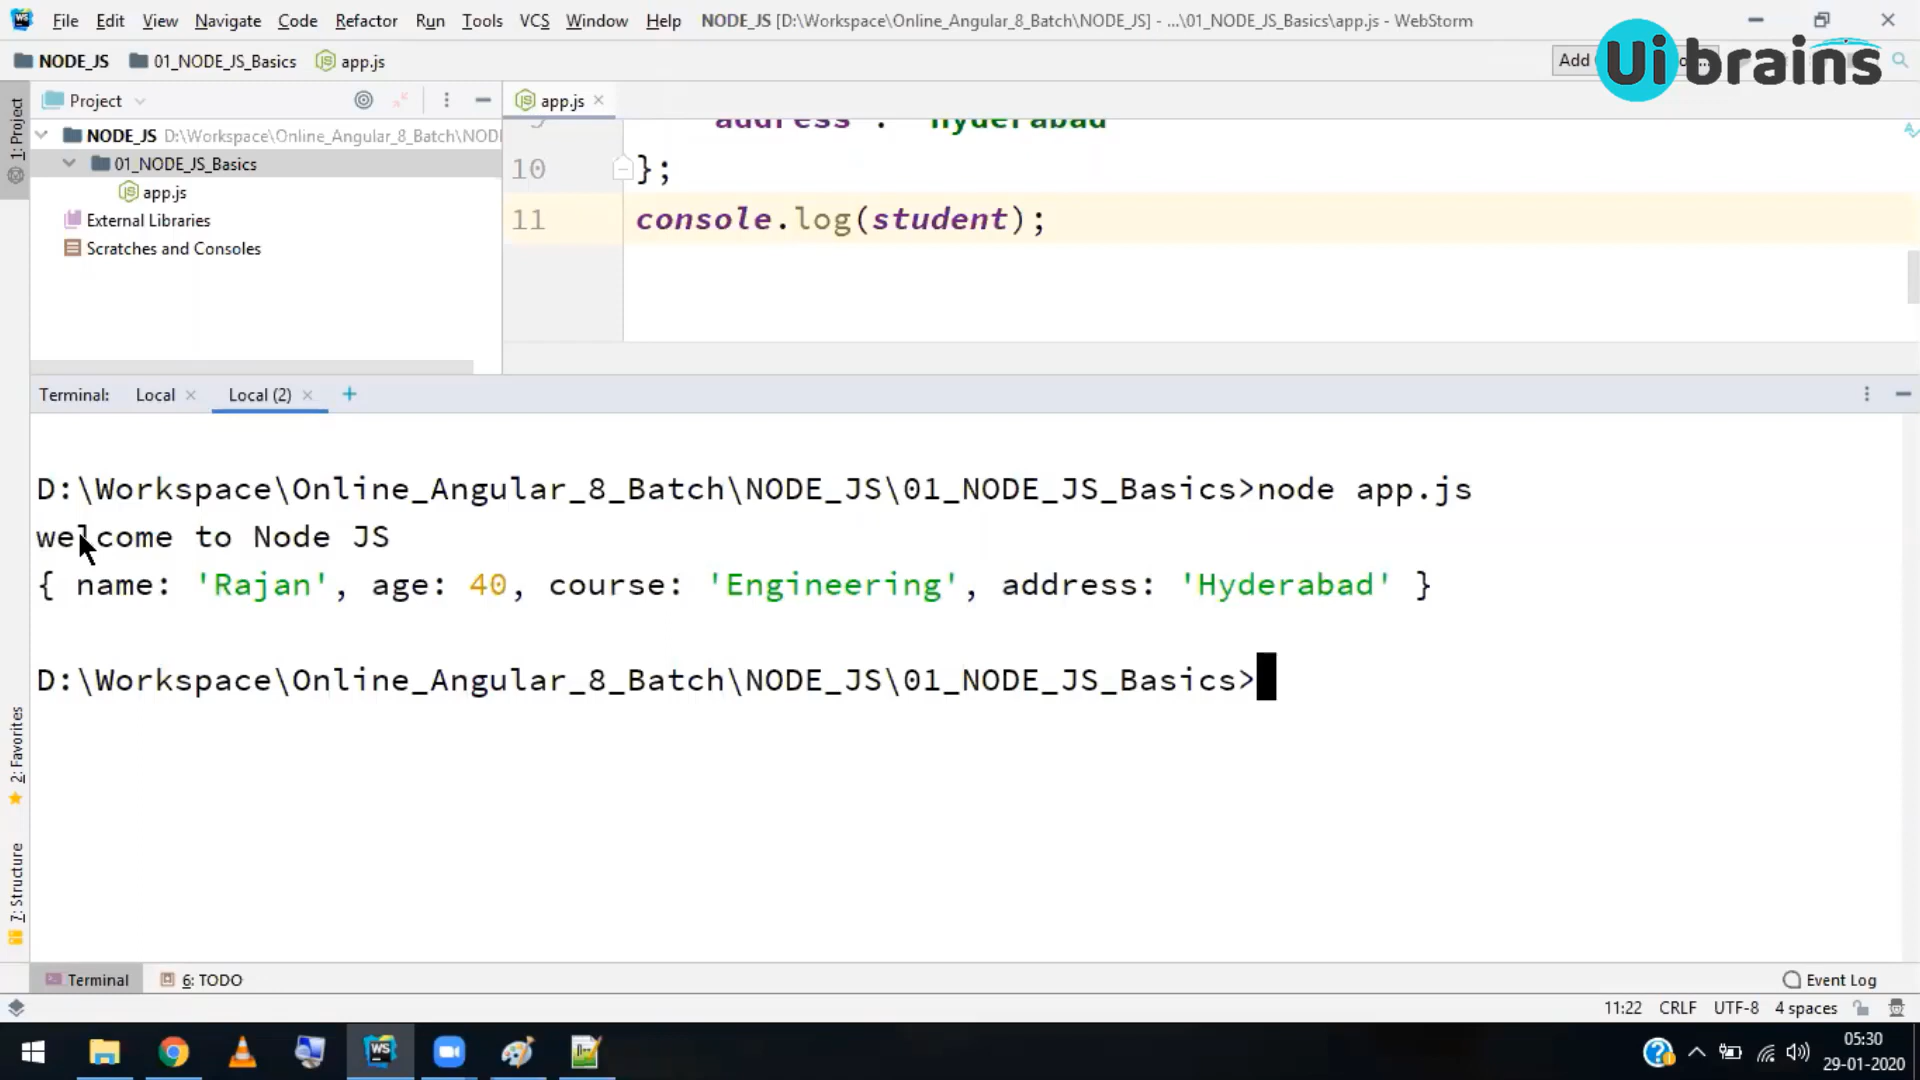 File Edit View Navigate Code Refactor Run Tools VCS Window Help NODE_JS [D:\Workspace\Online_Angular_8_Batch\NODE_JS] - ...\01_NODE_JS_Basics\app.js - WebStorm
NODE_JS 01_NODE_JS_Basics app.js Add
Ui brains
1: Project
Project
app.js
NODE_JS D:\Workspace\Online_Angular_8_Batch\NOD
01_NODE_JS_Basics
app.js
External Libraries
Scratches and Consoles
address : Hyderabad
10 };
11 console.log(student);
Terminal: Local Local (2) +
D:\Workspace\Online_Angular_8_Batch\NODE_JS\01_NODE_JS_Basics>node app.js
welcome to Node JS
{ name: 'Rajan', age: 40, course: 'Engineering', address: 'Hyderabad' }
D:\Workspace\Online_Angular_8_Batch\NODE_JS\01_NODE_JS_Basics>
2: Favorites
7: Structure
Terminal 6: TODO Event Log
11:22 CRLF UTF-8 4 spaces
WS
05:30
29-01-2020